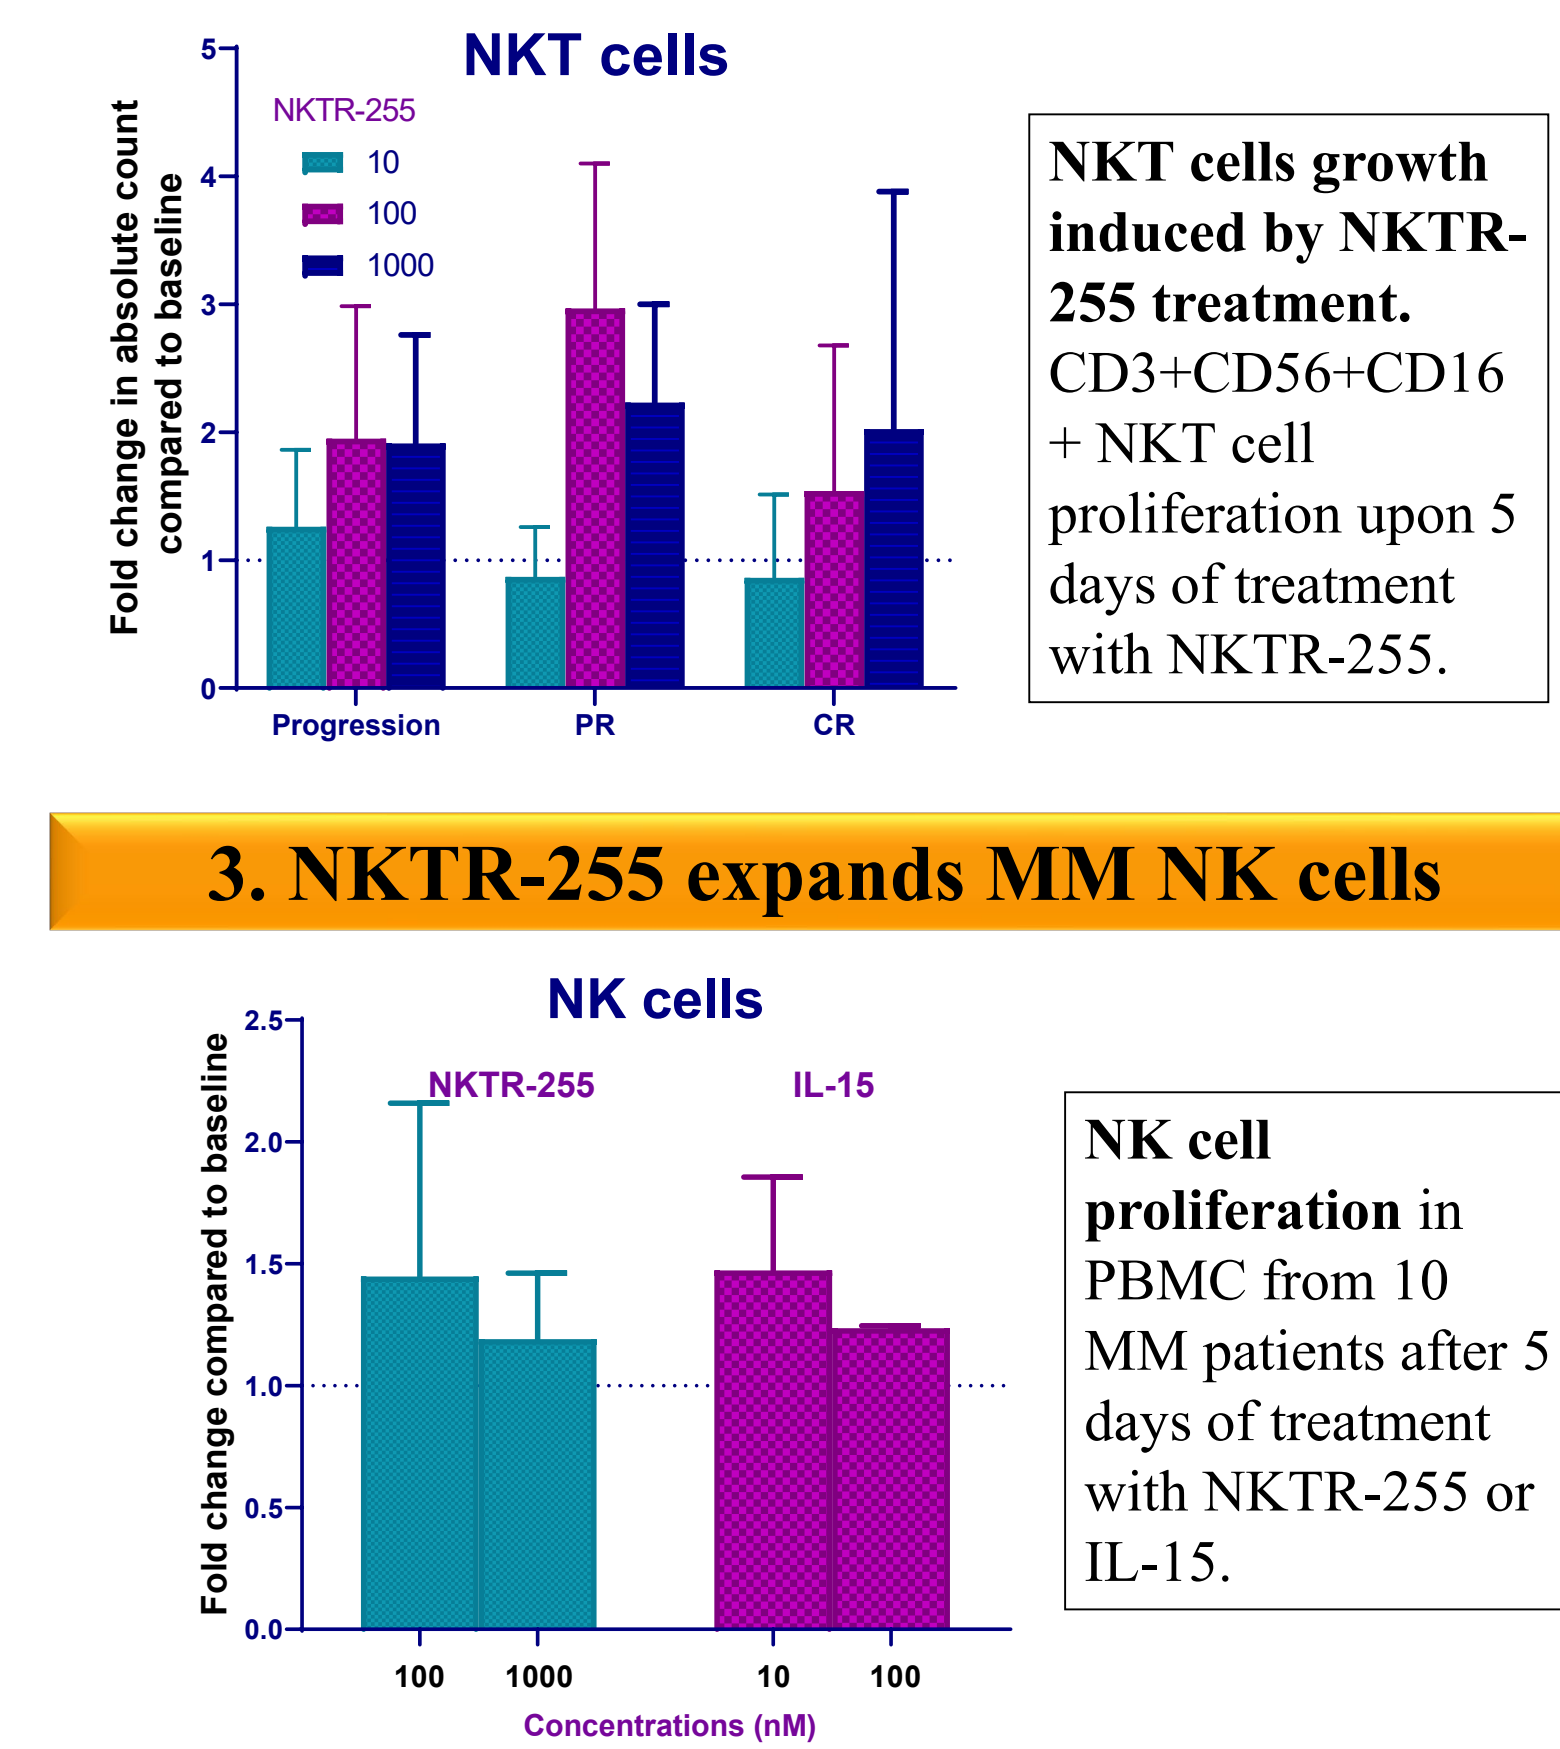 NKT cells
5
4
3
2
1
0
Fold change in absolute count
compared to baseline
NKTR-255
10
100
1000
Progression
PR
CR
NKT cells growth
induced by NKTR-
255 treatment.
CD3+CD56+CD16
+ NKT cell
proliferation upon 5
days of treatment
with NKTR-255.
3. NKTR-255 expands MM NK cells
NK cells
2.5
2.0
1.5
1.0
0.5
0.0
Fold change compared to baseline
NKTR-255
IL-15
100
1000
10
100
Concentrations (nM)
NK cell
proliferation in
PBMC from 10
MM patients after 5
days of treatment
with NKTR-255 or
IL-15.